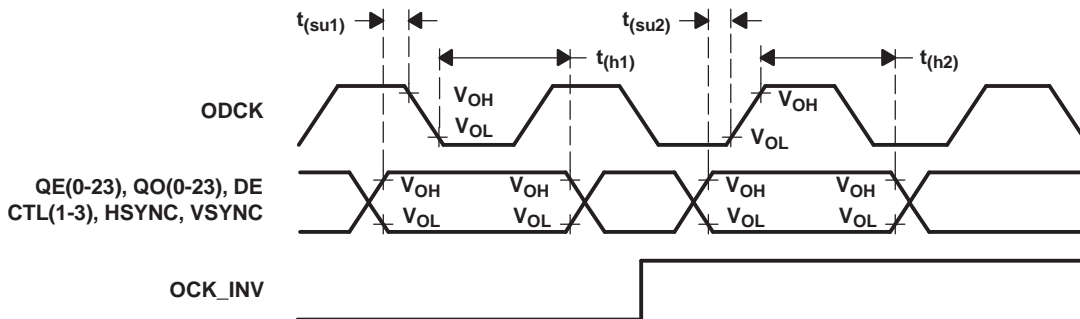 t(su1)
t(su2)
t(h1)
t(h2)
ODCK
VOH
VOL
VOH
VOL
QE(0-23), QO(0-23), DE
CTL(1-3), HSYNC, VSYNC
VOH
VOH
VOH
VOH
VOL
VOL
VOL
VOL
OCK_INV